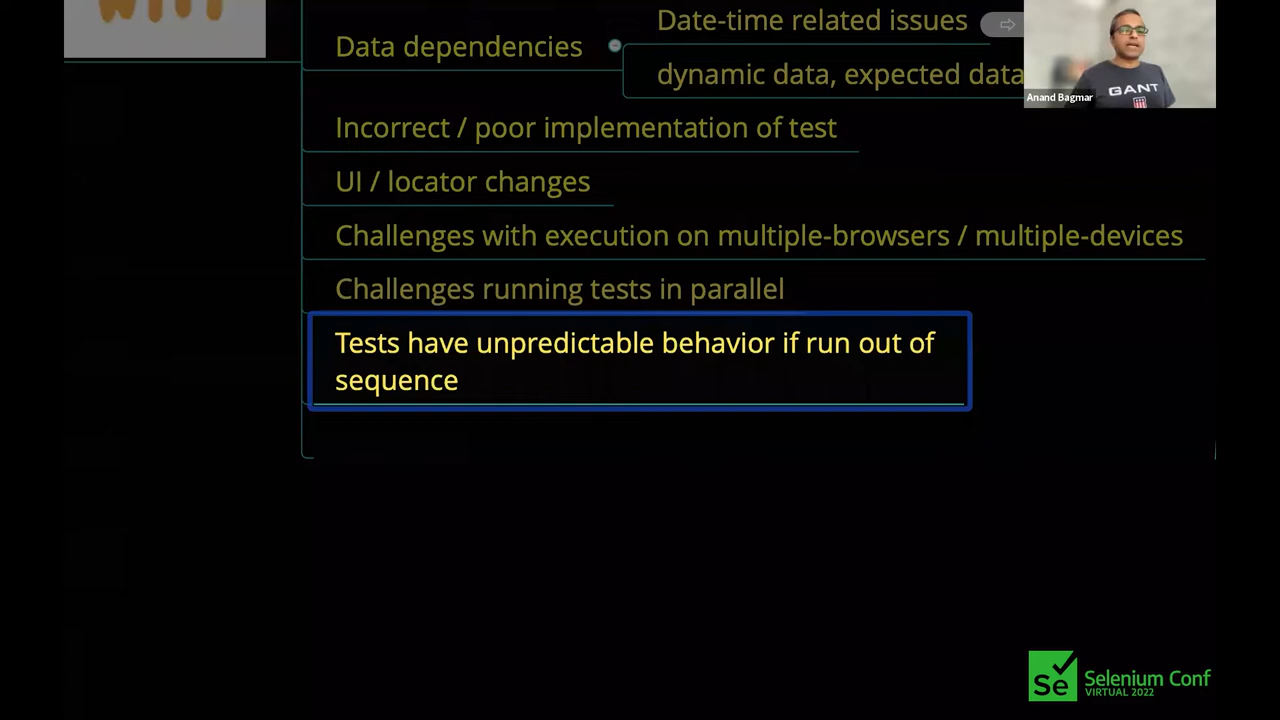 Data dependencies
Date-time related issues
dynamic data, expected data
Incorrect / poor implementation of test
UI / locator changes
Challenges with execution on multiple-browsers / multiple-devices
Challenges running tests in parallel
Tests have unpredictable behavior if run out of
sequence
GANT
Anand Bagmar
Se
Selenium Conf
VIRTUAL 2022